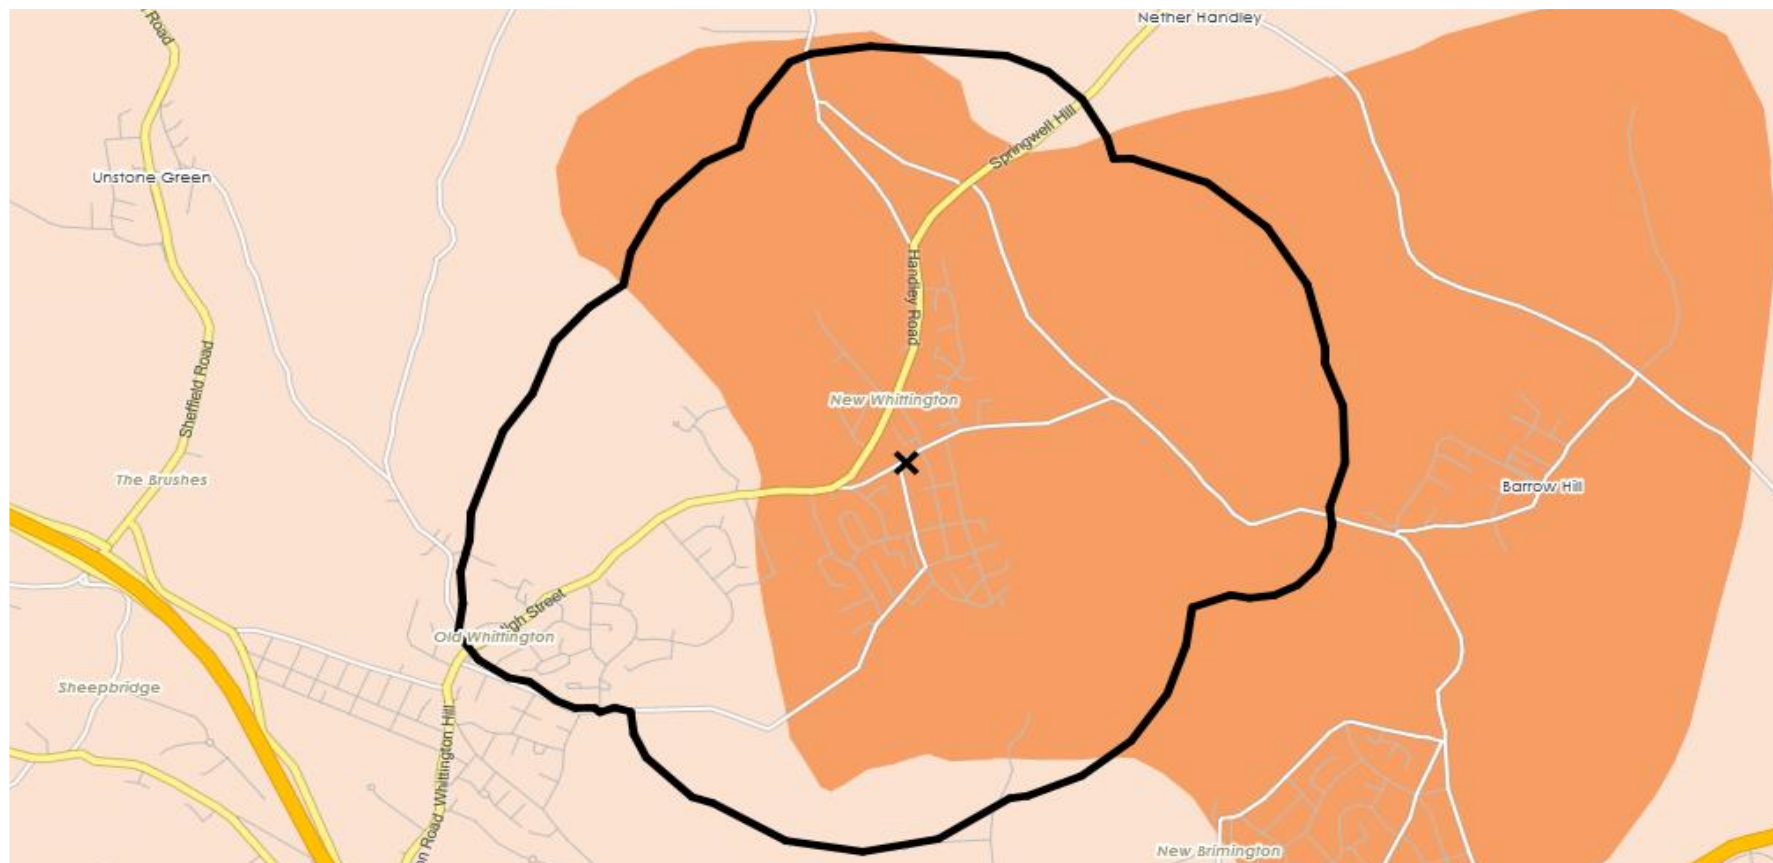 Road
Nether Handley
Springwell Hill
Unstone Green
Handley Road
Sheffield Road
New Whittington
The Brushes
Barrow Hill
High Street
Old Whittington
Sheepbridge
Whittington Hill
Road
New Brimington